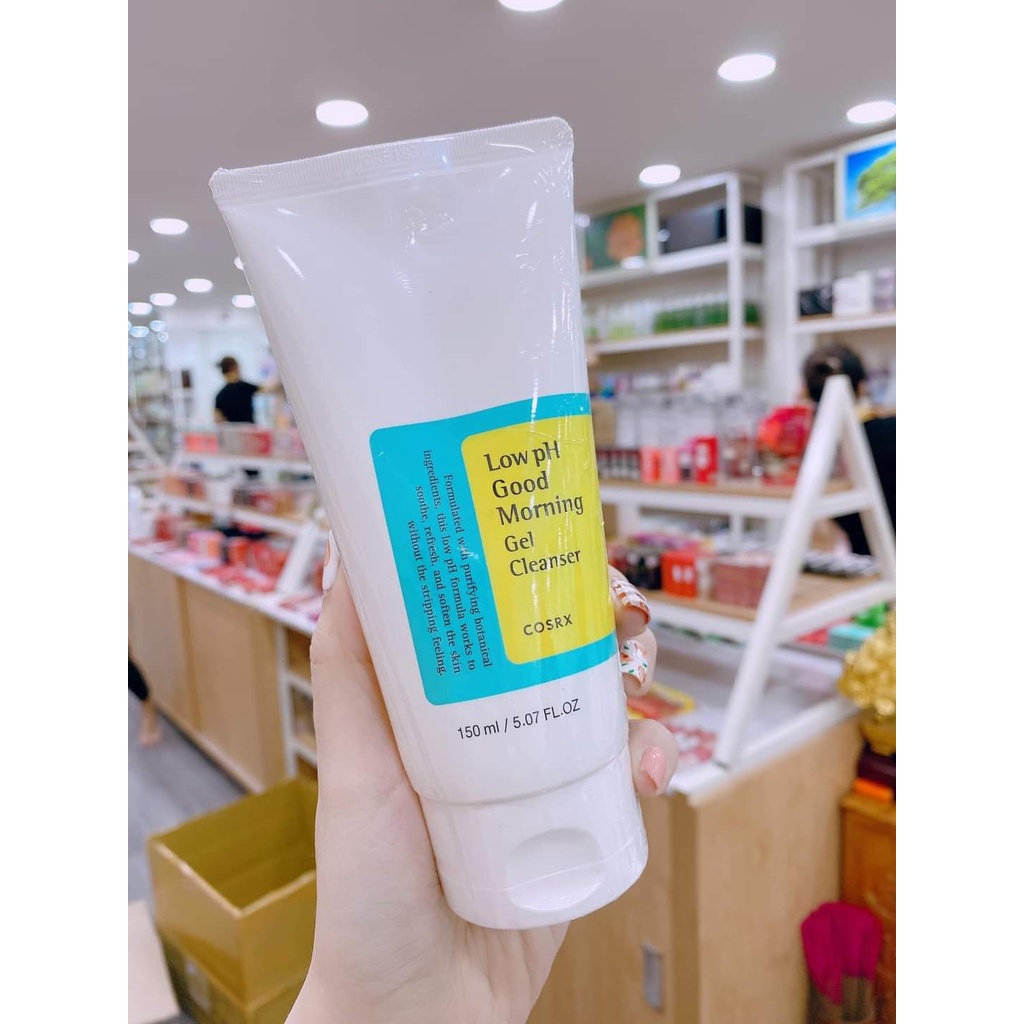 Low pH
Good
Morning
Gel
Cleanser
COSRX
Formulated with purifying botanical
ingredients, this low pH formula works to
soothe, refresh, and soften the skin
without the stripping feeling.
150 ml / 5.07 FL.OZ